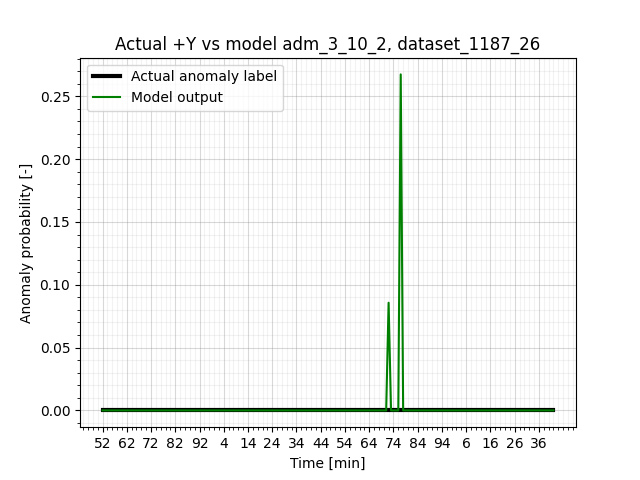 Actual +Y vs model adm_3_10_2, dataset_1187_26
Actual anomaly label
Model output
Anomaly probability [-]
0.25
0.20
0.15
0.10
0.05
0.00
52 62 72 82 92 4 14 24 34 44 54 64 74 84 94 6 16 26 36
Time [min]